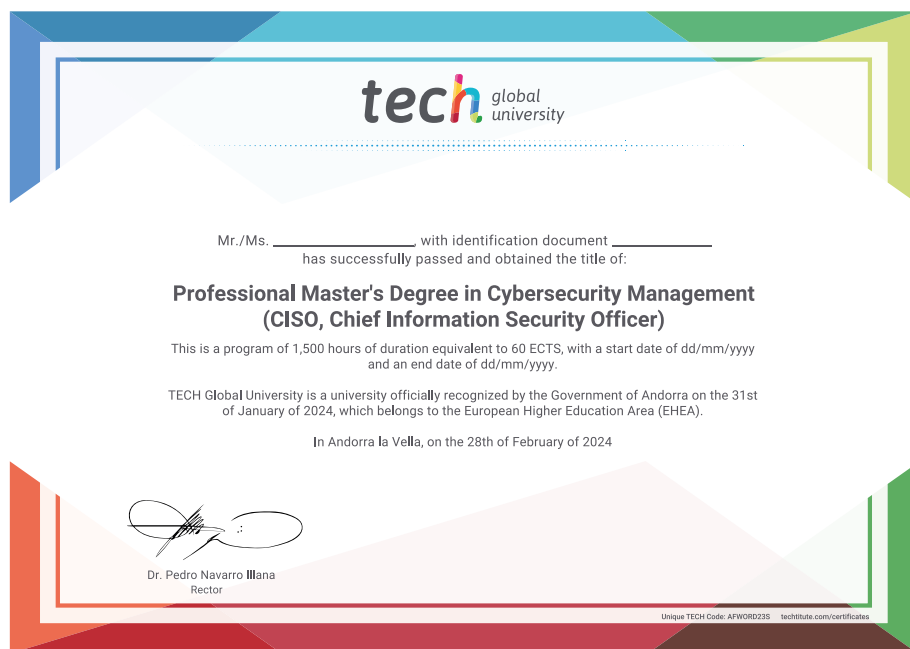 tech global
university
Mr./Ms. ____________________, with identification document ______________
has successfully passed and obtained the title of:
Professional Master's Degree in Cybersecurity Management
(CISO, Chief Information Security Officer)
This is a program of 1,500 hours of duration equivalent to 60 ECTS, with a start date of dd/mm/yyyy
and an end date of dd/mm/yyyy.
TECH Global University is a university officially recognized by the Government of Andorra on the 31st
of January of 2024, which belongs to the European Higher Education Area (EHEA).
In Andorra la Vella, on the 28th of February of 2024
Dr. Pedro Navarro Illana
Rector
Unique TECH Code: AFWORD23S techtitute.com/certificates